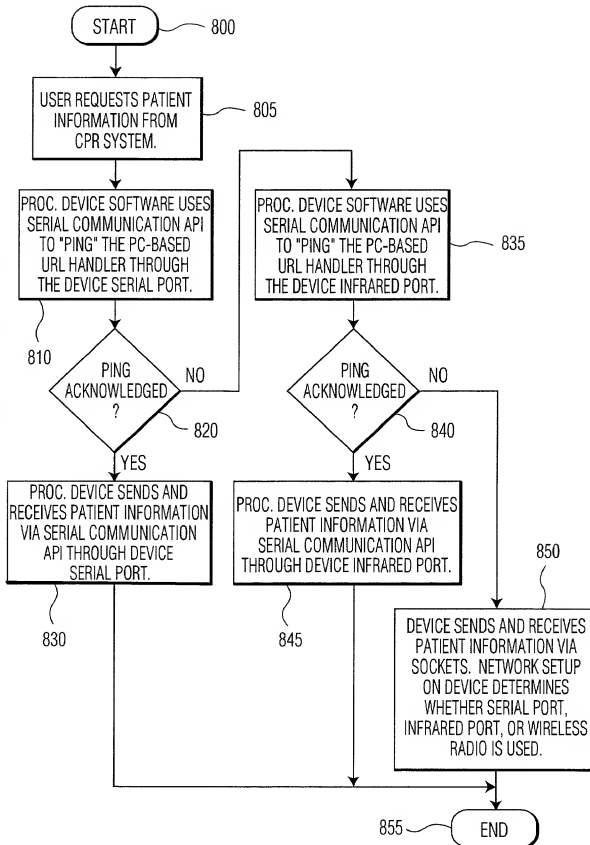 START
800
USER REQUESTS PATIENT
INFORMATION FROM
CPR SYSTEM.
805
PROC. DEVICE SOFTWARE USES
SERIAL COMMUNICATION API
TO "PING" THE PC-BASED
URL HANDLER THROUGH
THE DEVICE SERIAL PORT.
810
PROC. DEVICE SOFTWARE USES
SERIAL COMMUNICATION API
TO "PING" THE PC-BASED
URL HANDLER THROUGH
THE DEVICE INFRARED PORT.
835
PING
ACKNOWLEDGED
?
NO
820
YES
PING
ACKNOWLEDGED
?
NO
840
YES
PROC. DEVICE SENDS AND
RECEIVES PATIENT INFORMATION
VIA SERIAL COMMUNICATION
API THROUGH DEVICE
SERIAL PORT.
830
PROC. DEVICE SENDS AND RECEIVES
PATIENT INFORMATION VIA
SERIAL COMMUNICATION API
THROUGH DEVICE INFRARED PORT.
845
850
DEVICE SENDS AND RECEIVES
PATIENT INFORMATION VIA
SOCKETS. NETWORK SETUP
ON DEVICE DETERMINES
WHETHER SERIAL PORT,
INFRARED PORT, OR WIRELESS
RADIO IS USED.
855
END